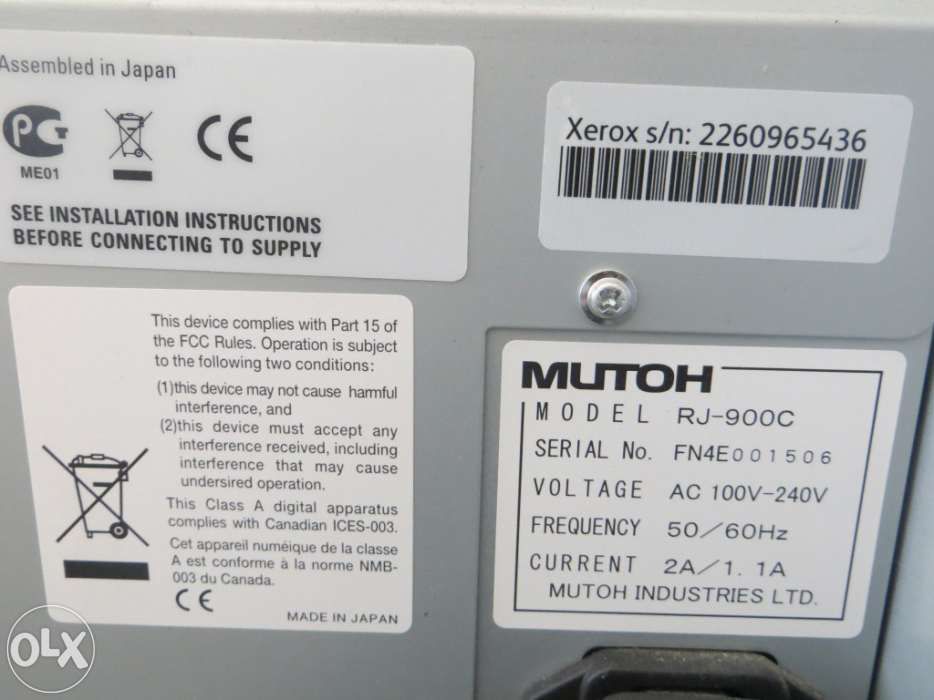 Assembled in Japan
PG
ME01
CE
SEE INSTALLATION INSTRUCTIONS
BEFORE CONNECTING TO SUPPLY
Xerox s/n: 2260965436
This device complies with Part 15 of
the FCC Rules. Operation is subject
to the following two conditions:
(1)this device may not cause harmful
interference, and
(2)this device must accept any
interference received, including
interference that may cause
undersired operation.
This Class A digital apparatus
complies with Canadian ICES-003.
Cet appareil numéique de la classe
A est conforme à la norme NMB-
003 du Canada.
CE
MADE IN JAPAN
MUTOH
MODEL RJ-900C
SERIAL No. FN4E001506
VOLTAGE AC 100V-240V
FREQUENCY 50/60Hz
CURRENT 2A/1.1A
MUTOH INDUSTRIES LTD.
OLX